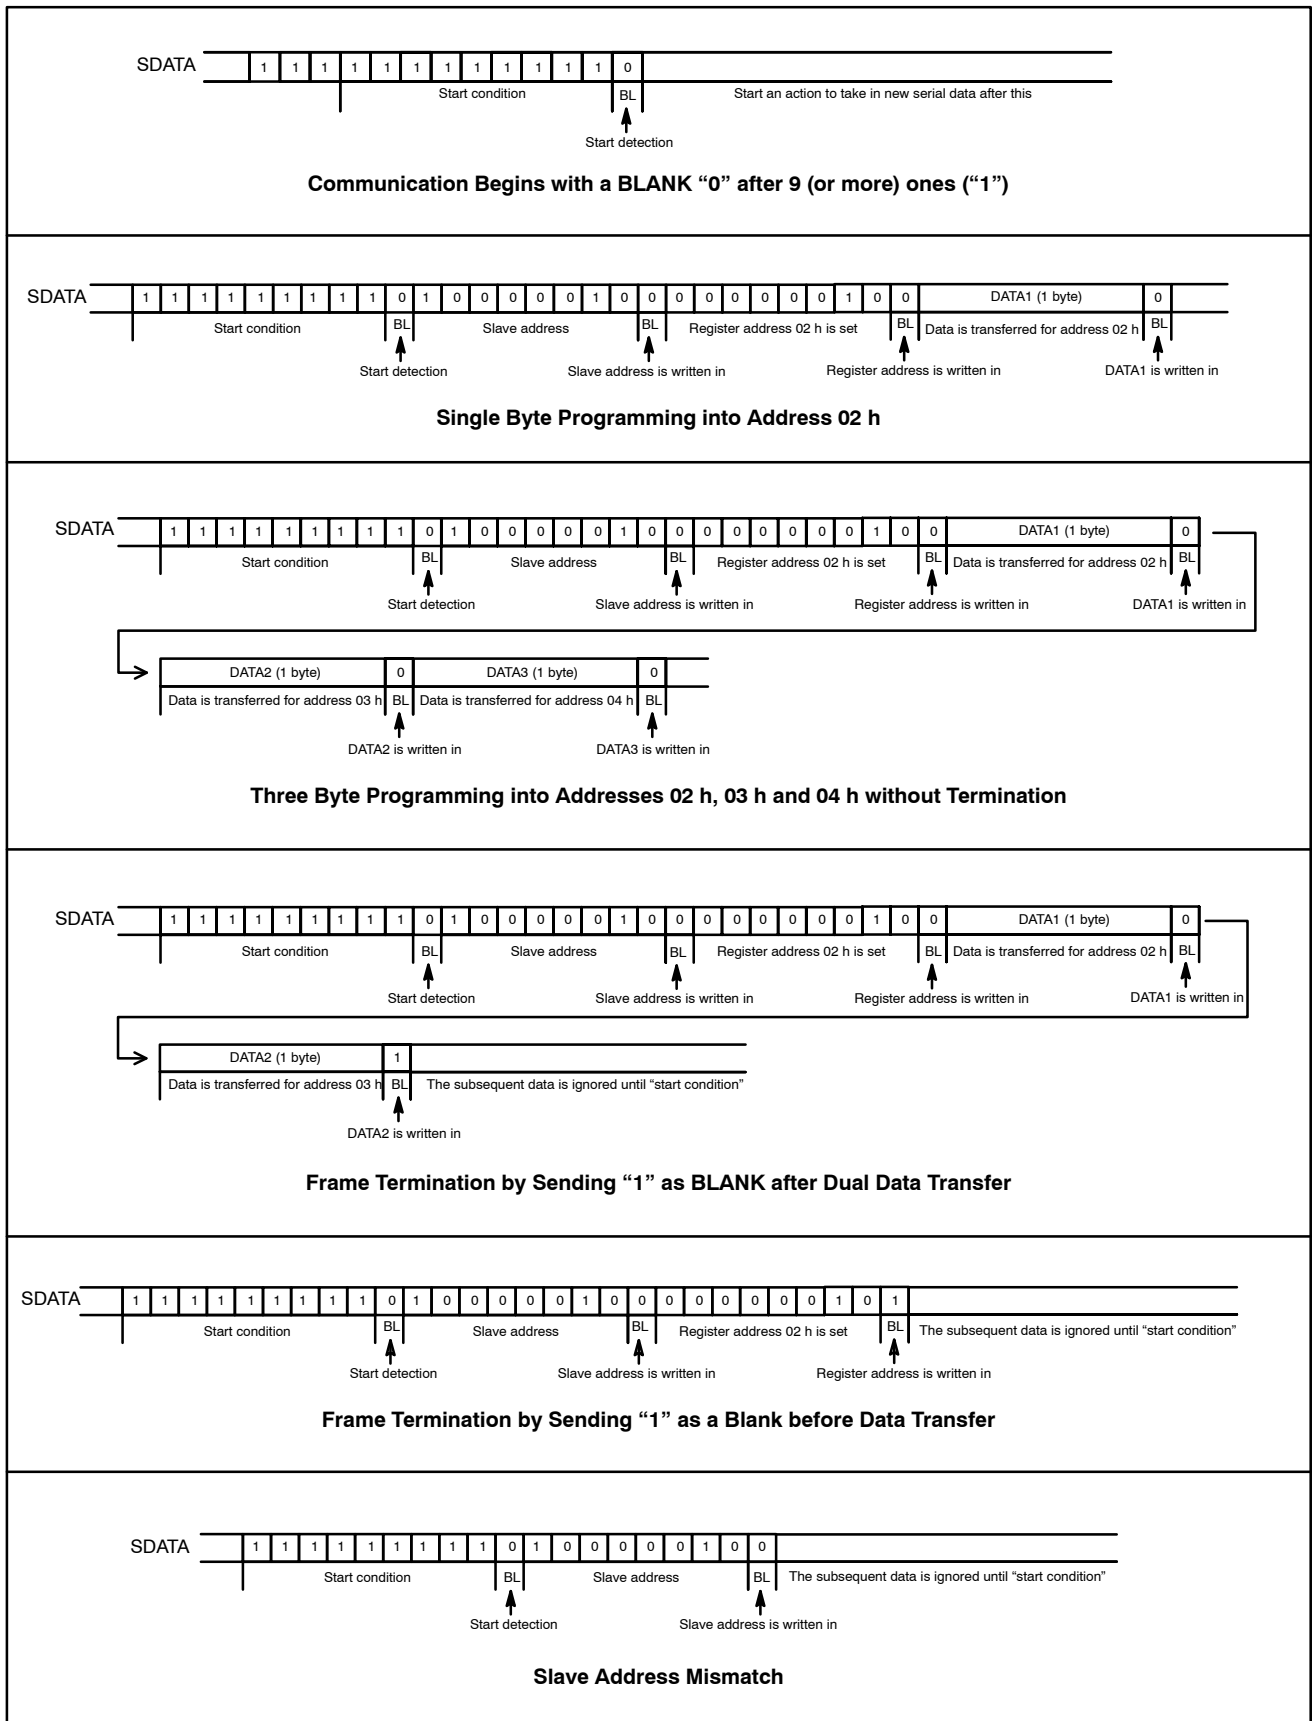 SDATA 1 1 1 1 1 1 1 1 1 1 1 1 0
Start condition BL Start an action to take in new serial data after this
Start detection
Communication Begins with a BLANK “0” after 9 (or more) ones (“1”)
SDATA 1 1 1 1 1 1 1 1 1 0 1 0 0 0 0 0 1 0 0 0 0 0 0 0 0 1 0 0 DATA1 (1 byte) 0
Start condition BL Slave address BL Register address 02 h is set BL Data is transferred for address 02 h BL
Start detection Slave address is written in Register address is written in DATA1 is written in
Single Byte Programming into Address 02 h
SDATA 1 1 1 1 1 1 1 1 1 0 1 0 0 0 0 0 1 0 0 0 0 0 0 0 0 1 0 0 DATA1 (1 byte) 0
Start condition BL Slave address BL Register address 02 h is set BL Data is transferred for address 02 h BL
Start detection Slave address is written in Register address is written in DATA1 is written in
DATA2 (1 byte) 0 DATA3 (1 byte) 0
Data is transferred for address 03 h BL Data is transferred for address 04 h BL
DATA2 is written in DATA3 is written in
Three Byte Programming into Addresses 02 h, 03 h and 04 h without Termination
SDATA 1 1 1 1 1 1 1 1 1 0 1 0 0 0 0 0 1 0 0 0 0 0 0 0 0 1 0 0 DATA1 (1 byte) 0
Start condition BL Slave address BL Register address 02 h is set BL Data is transferred for address 02 h BL
Start detection Slave address is written in Register address is written in DATA1 is written in
DATA2 (1 byte) 1
Data is transferred for address 03 h BL The subsequent data is ignored until “start condition”
DATA2 is written in
Frame Termination by Sending “1” as BLANK after Dual Data Transfer
SDATA 1 1 1 1 1 1 1 1 1 0 1 0 0 0 0 0 1 0 0 0 0 0 0 0 0 1 0 1
Start condition BL Slave address BL Register address 02 h is set BL The subsequent data is ignored until “start condition”
Start detection Slave address is written in Register address is written in
Frame Termination by Sending “1” as a Blank before Data Transfer
SDATA 1 1 1 1 1 1 1 1 1 0 1 0 0 0 0 0 1 0 0
Start condition BL Slave address BL The subsequent data is ignored until “start condition”
Start detection Slave address is written in
Slave Address Mismatch